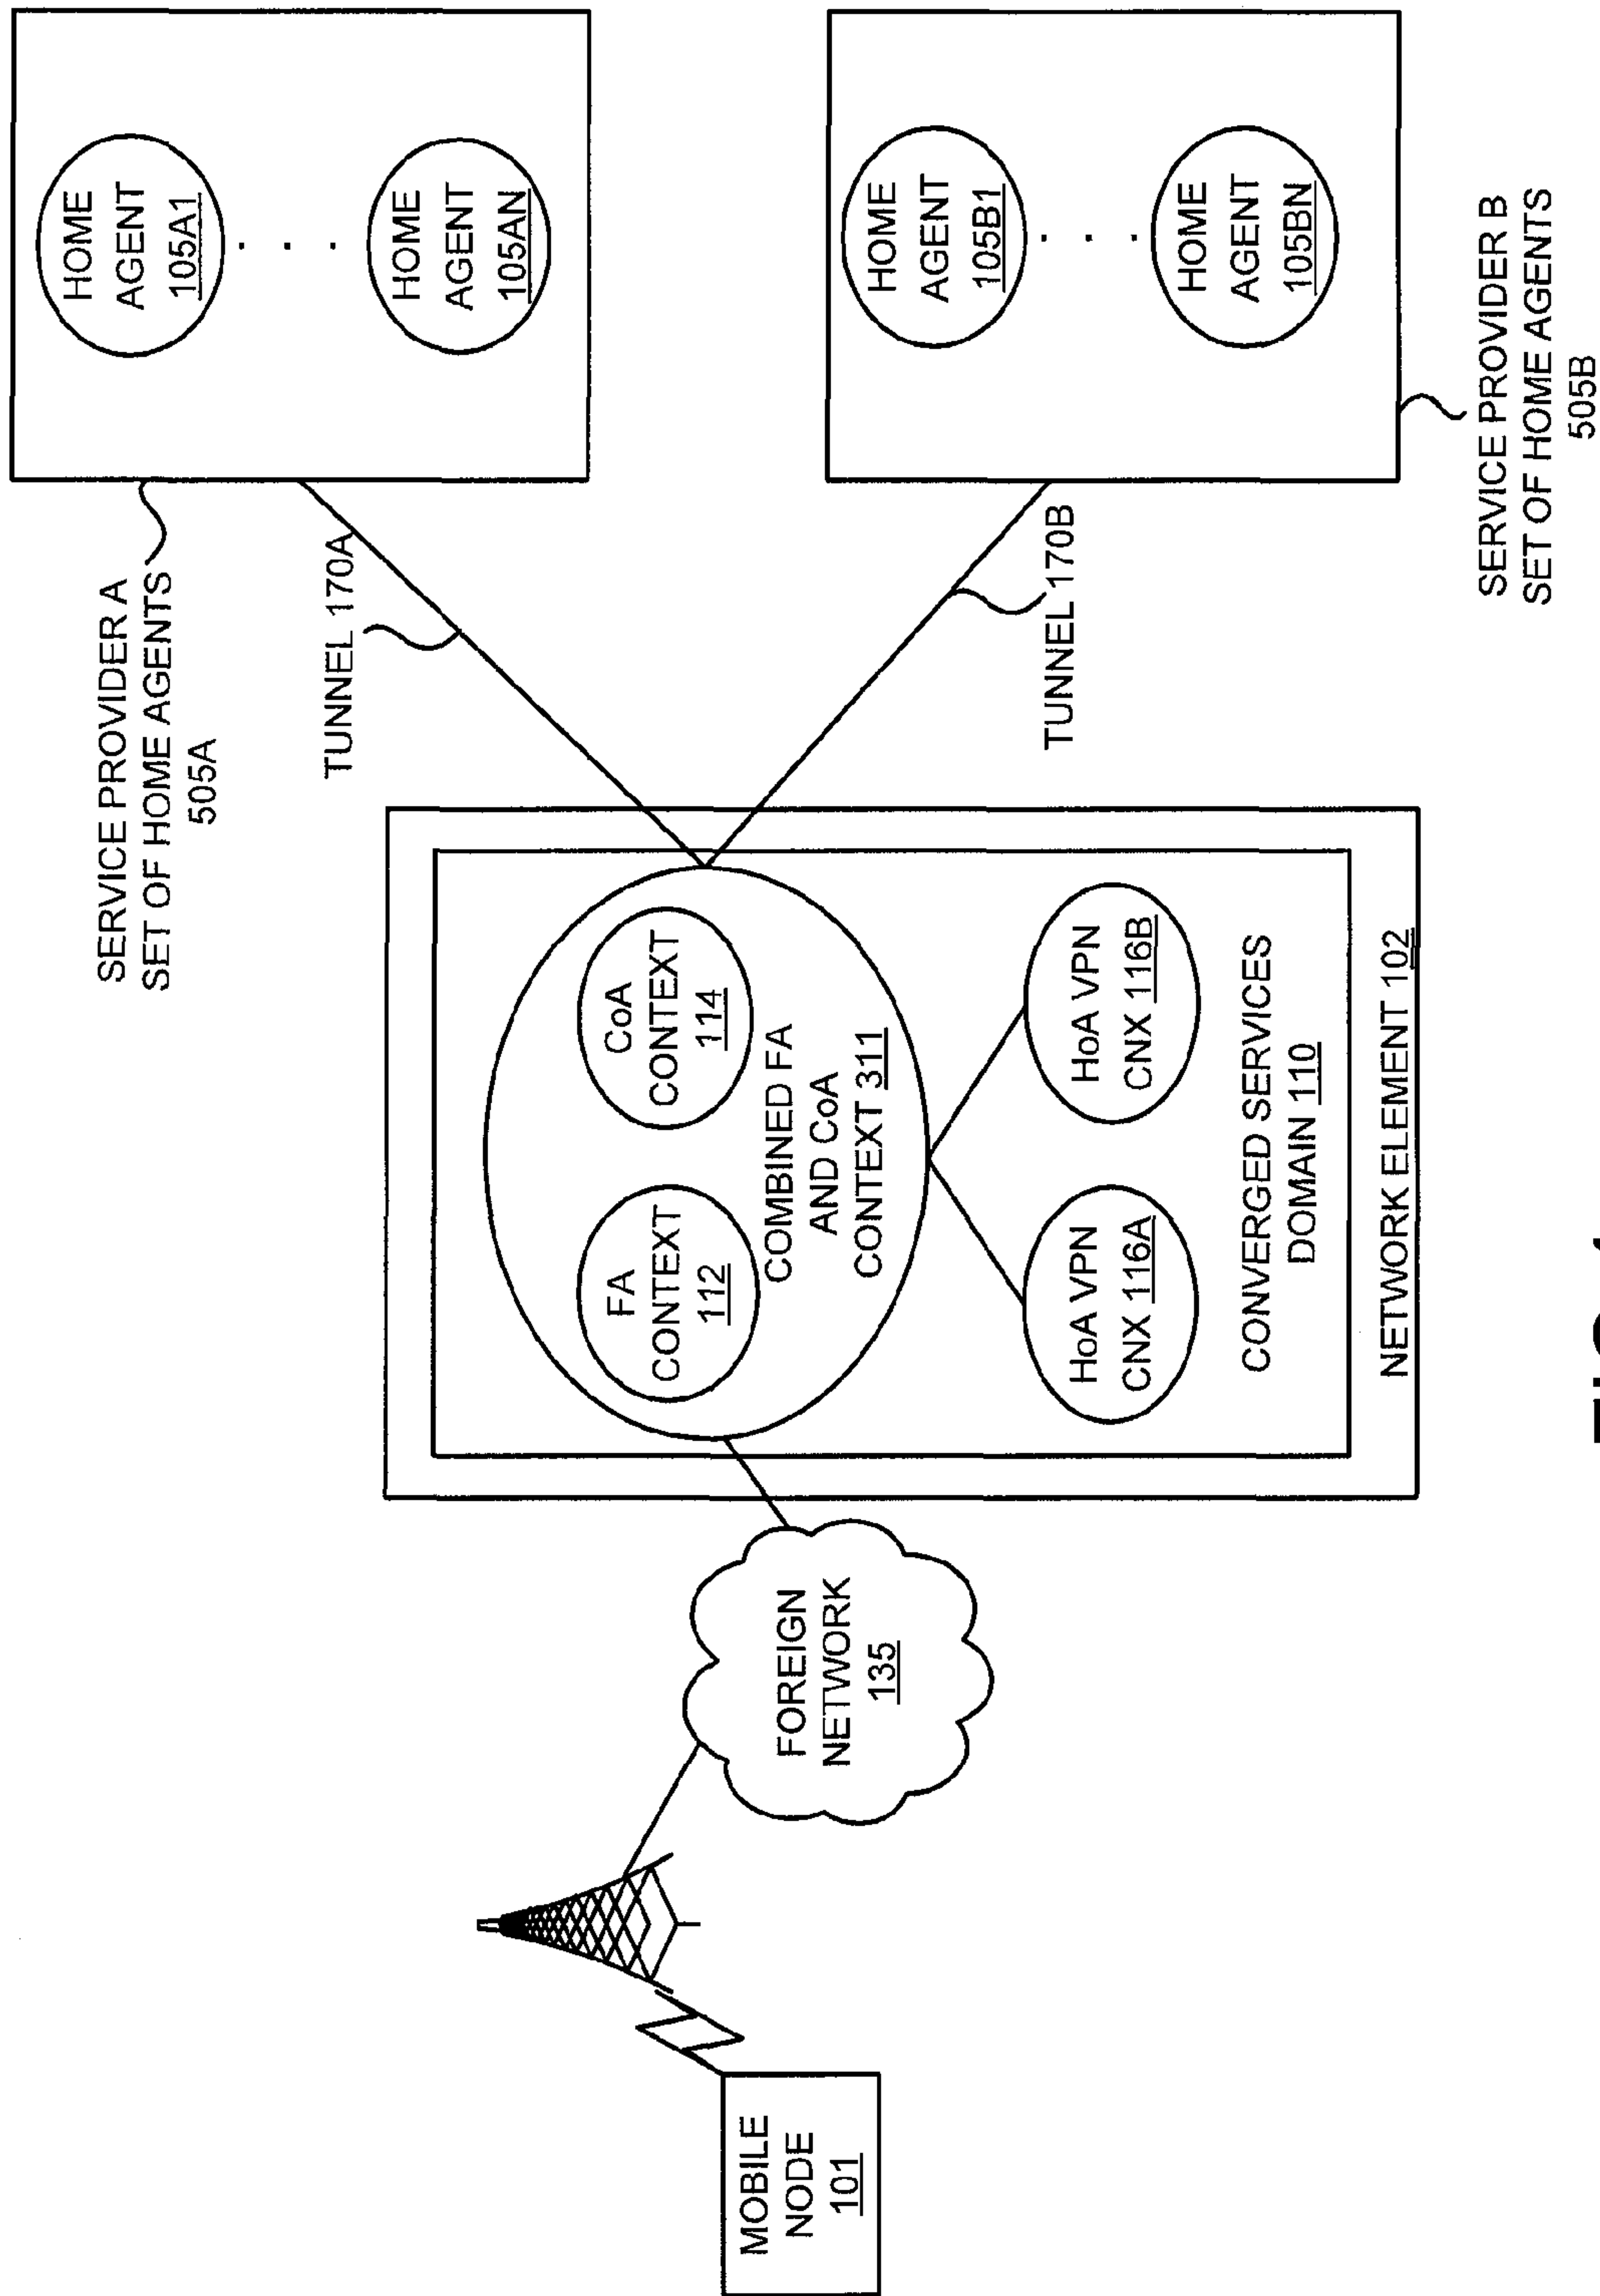 MOBILE
NODE
101
FOREIGN
NETWORK
135
FA
CONTEXT
112
CoA
CONTEXT
114
COMBINED FA
AND CoA
CONTEXT 311
HoA VPN
CNX 116A
HoA VPN
CNX 116B
CONVERGED SERVICES
DOMAIN 110
NETWORK ELEMENT 102
SERVICE PROVIDER A
SET OF HOME AGENTS
505A
TUNNEL 170A
TUNNEL 170B
HOME
AGENT
105A1
HOME
AGENT
105AN
HOME
AGENT
105B1
HOME
AGENT
105BN
SERVICE PROVIDER B
SET OF HOME AGENTS
505B